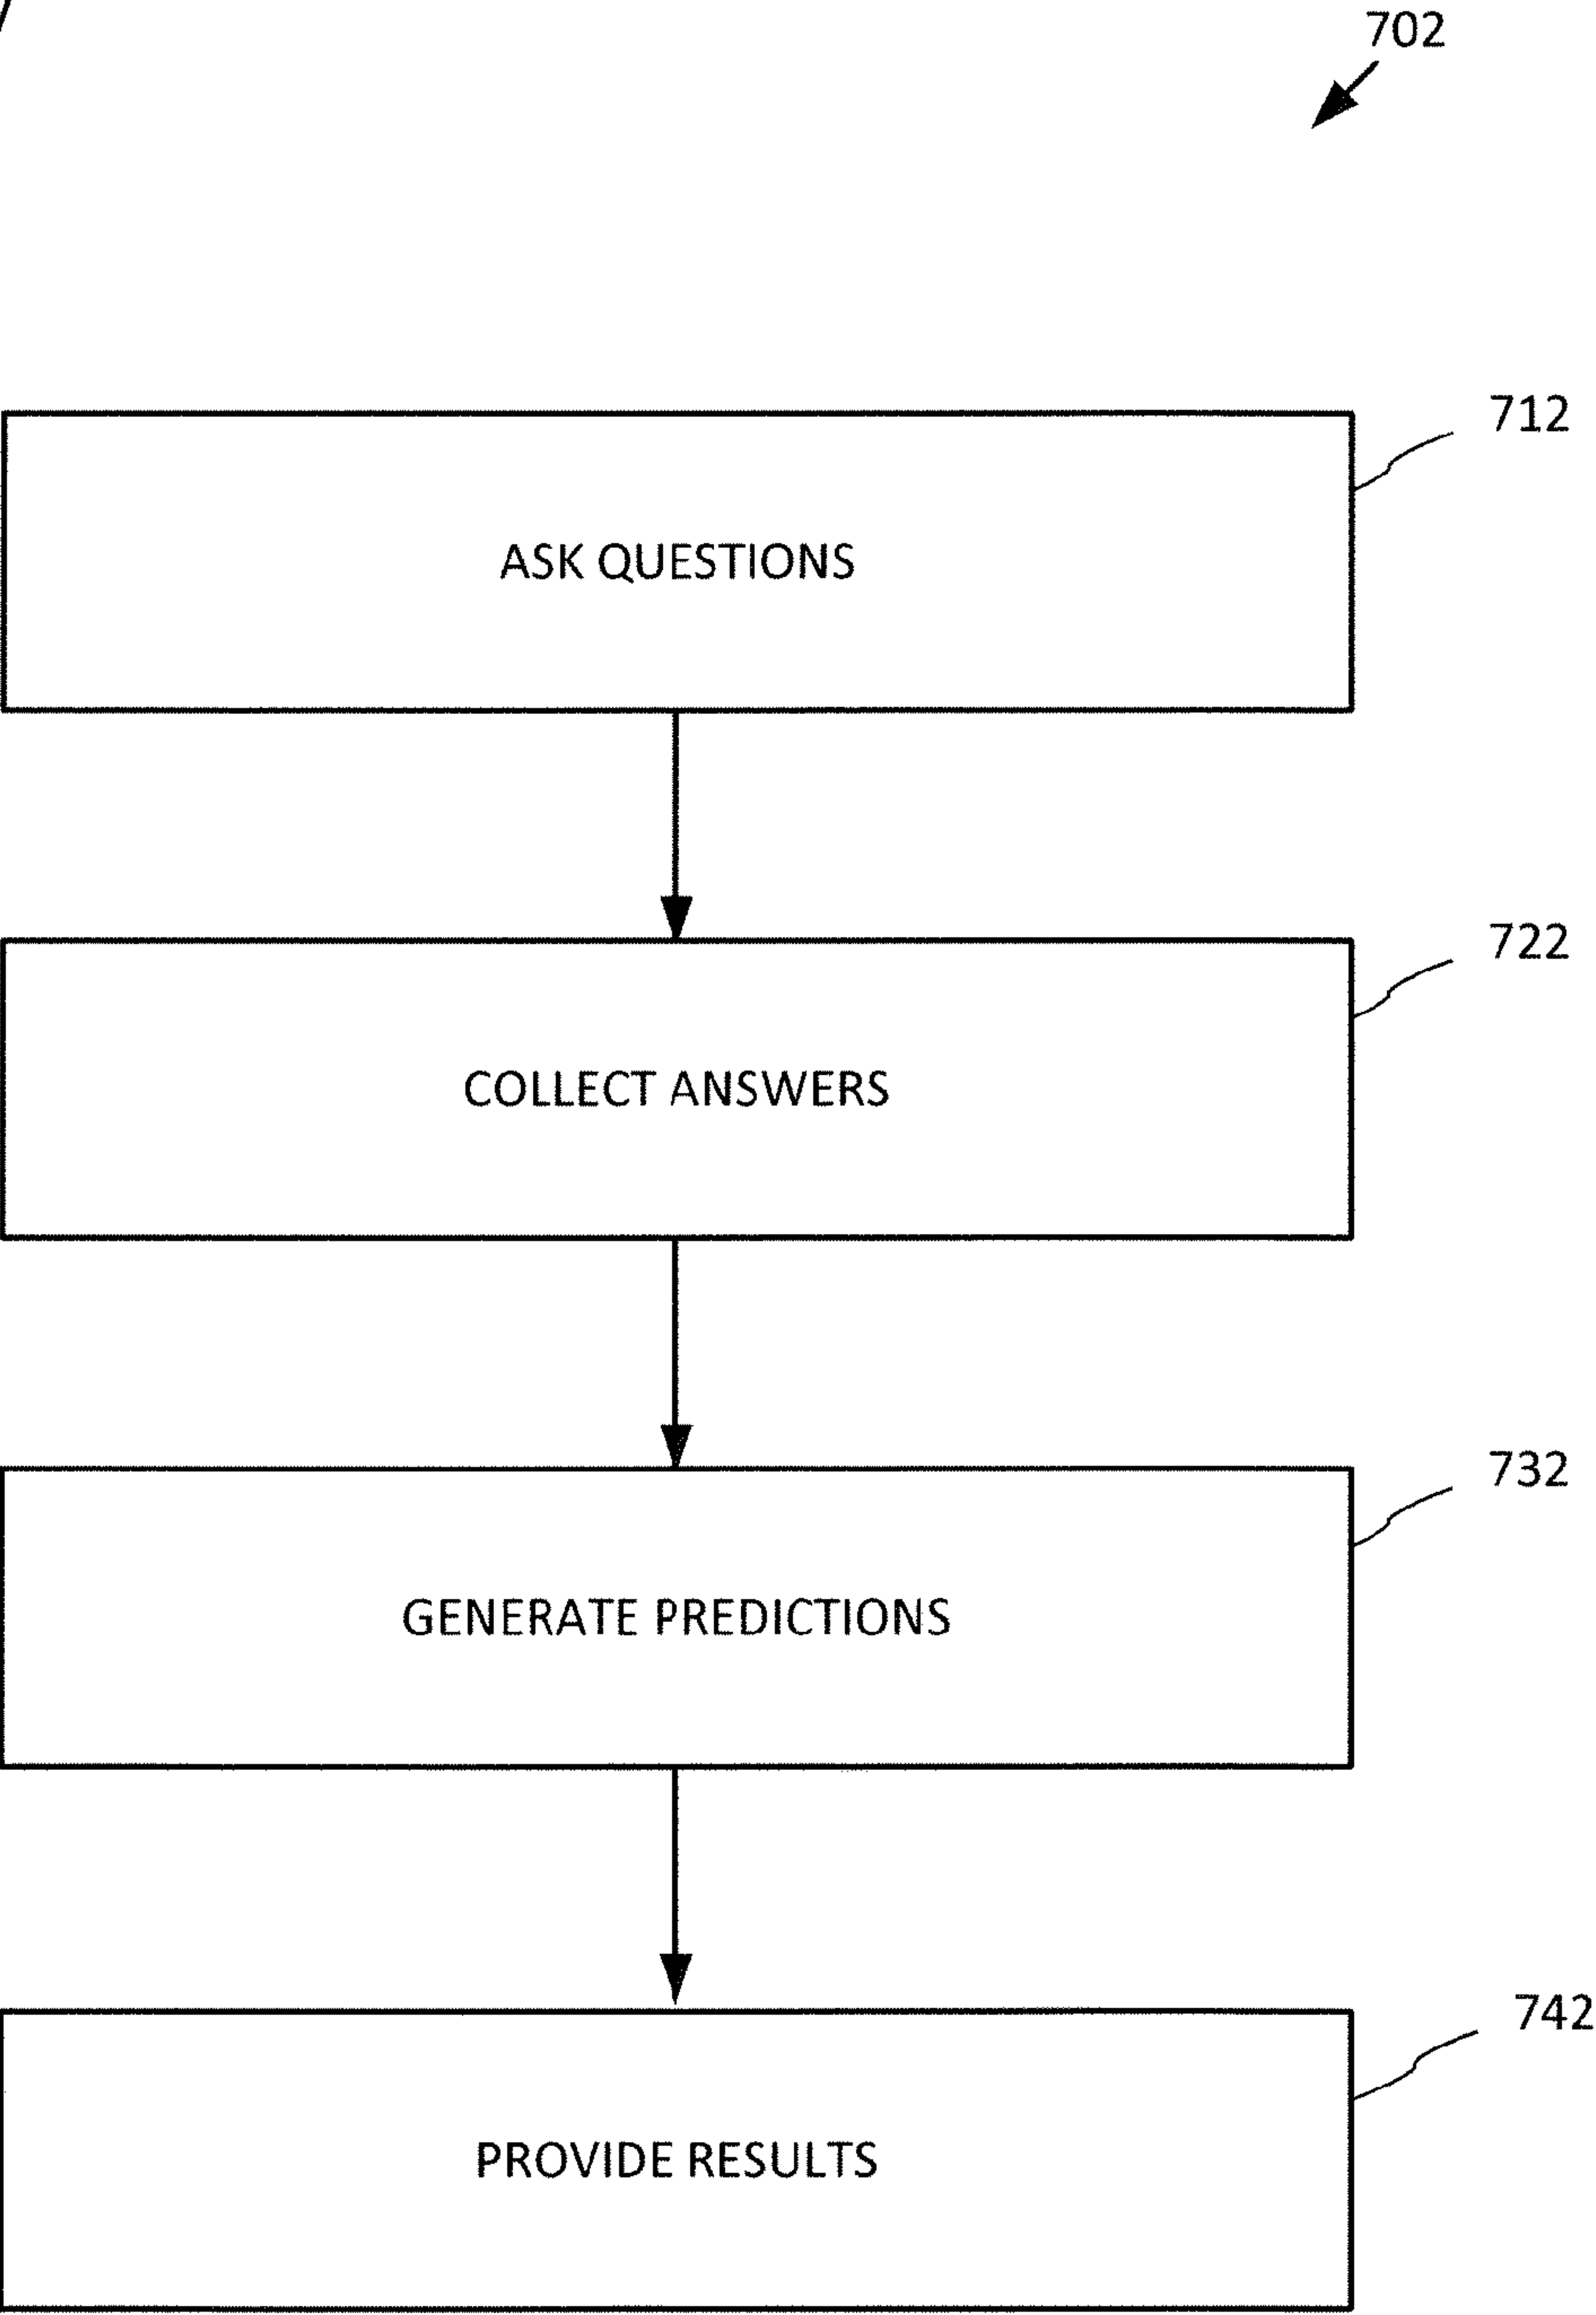 702
712
ASK QUESTIONS
722
COLLECT ANSWERS
732
GENERATE PREDICTIONS
742
PROVIDE RESULTS